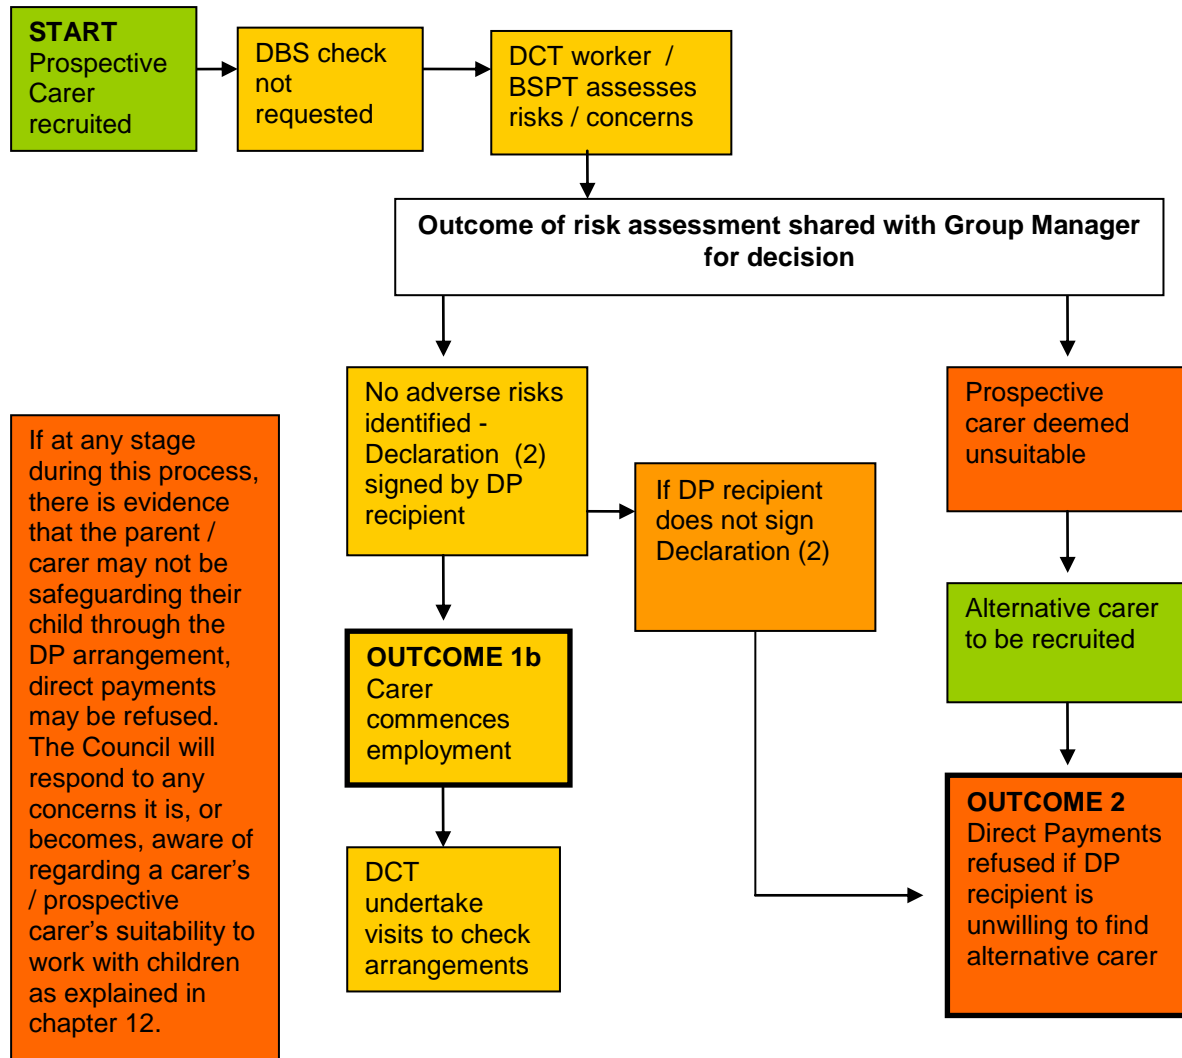 START
Prospective
Carer
recruited
DBS check
not
requested
DCT worker /
BSPT assesses
risks / concerns
Outcome of risk assessment shared with Group Manager
for decision
No adverse risks
identified -
Declaration (2)
signed by DP
recipient
If DP recipient
does not sign
Declaration (2)
Prospective
carer deemed
unsuitable
Alternative carer
to be recruited
OUTCOME 1b
Carer
commences
employment
DCT
undertake
visits to check
arrangements
OUTCOME 2
Direct Payments
refused if DP
recipient is
unwilling to find
alternative carer
If at any stage
during this process,
there is evidence
that the parent /
carer may not be
safeguarding their
child through the
DP arrangement,
direct payments
may be refused.
The Council will
respond to any
concerns it is, or
becomes, aware of
regarding a carer’s
/ prospective
carer’s suitability to
work with children
as explained in
chapter 12.